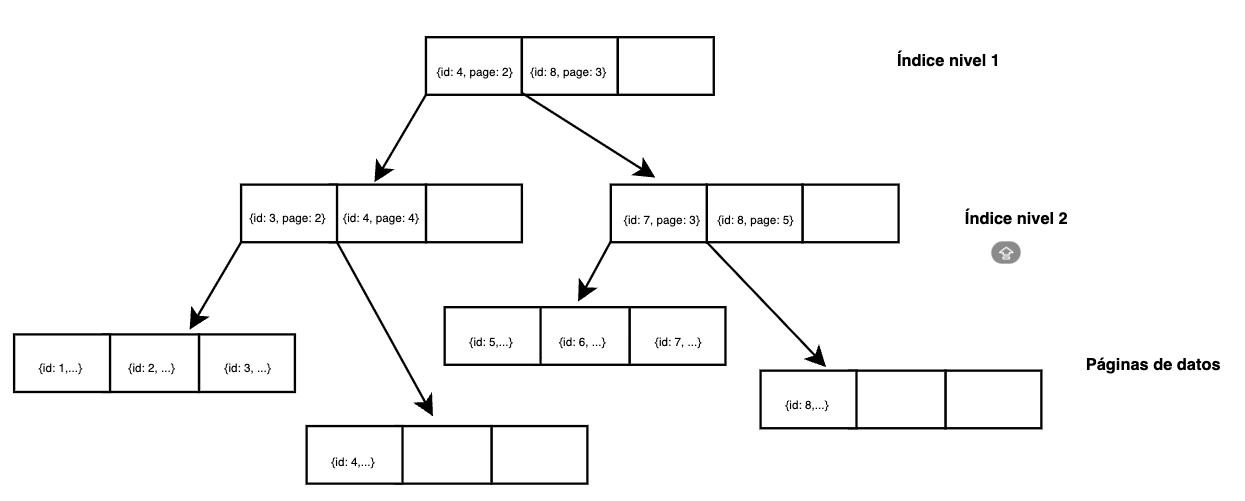 {id: 4, page: 2} {id: 8, page: 3}
Índice nivel 1
{id: 3, page: 2} {id: 4, page: 4}
{id: 7, page: 3} {id: 8, page: 5}
Índice nivel 2
{id: 1,...} {id: 2, ...} {id: 3, ...}
{id: 5,...} {id: 6, ...} {id: 7, ...}
Páginas de datos
{id: 8,...}
{id: 4,...}